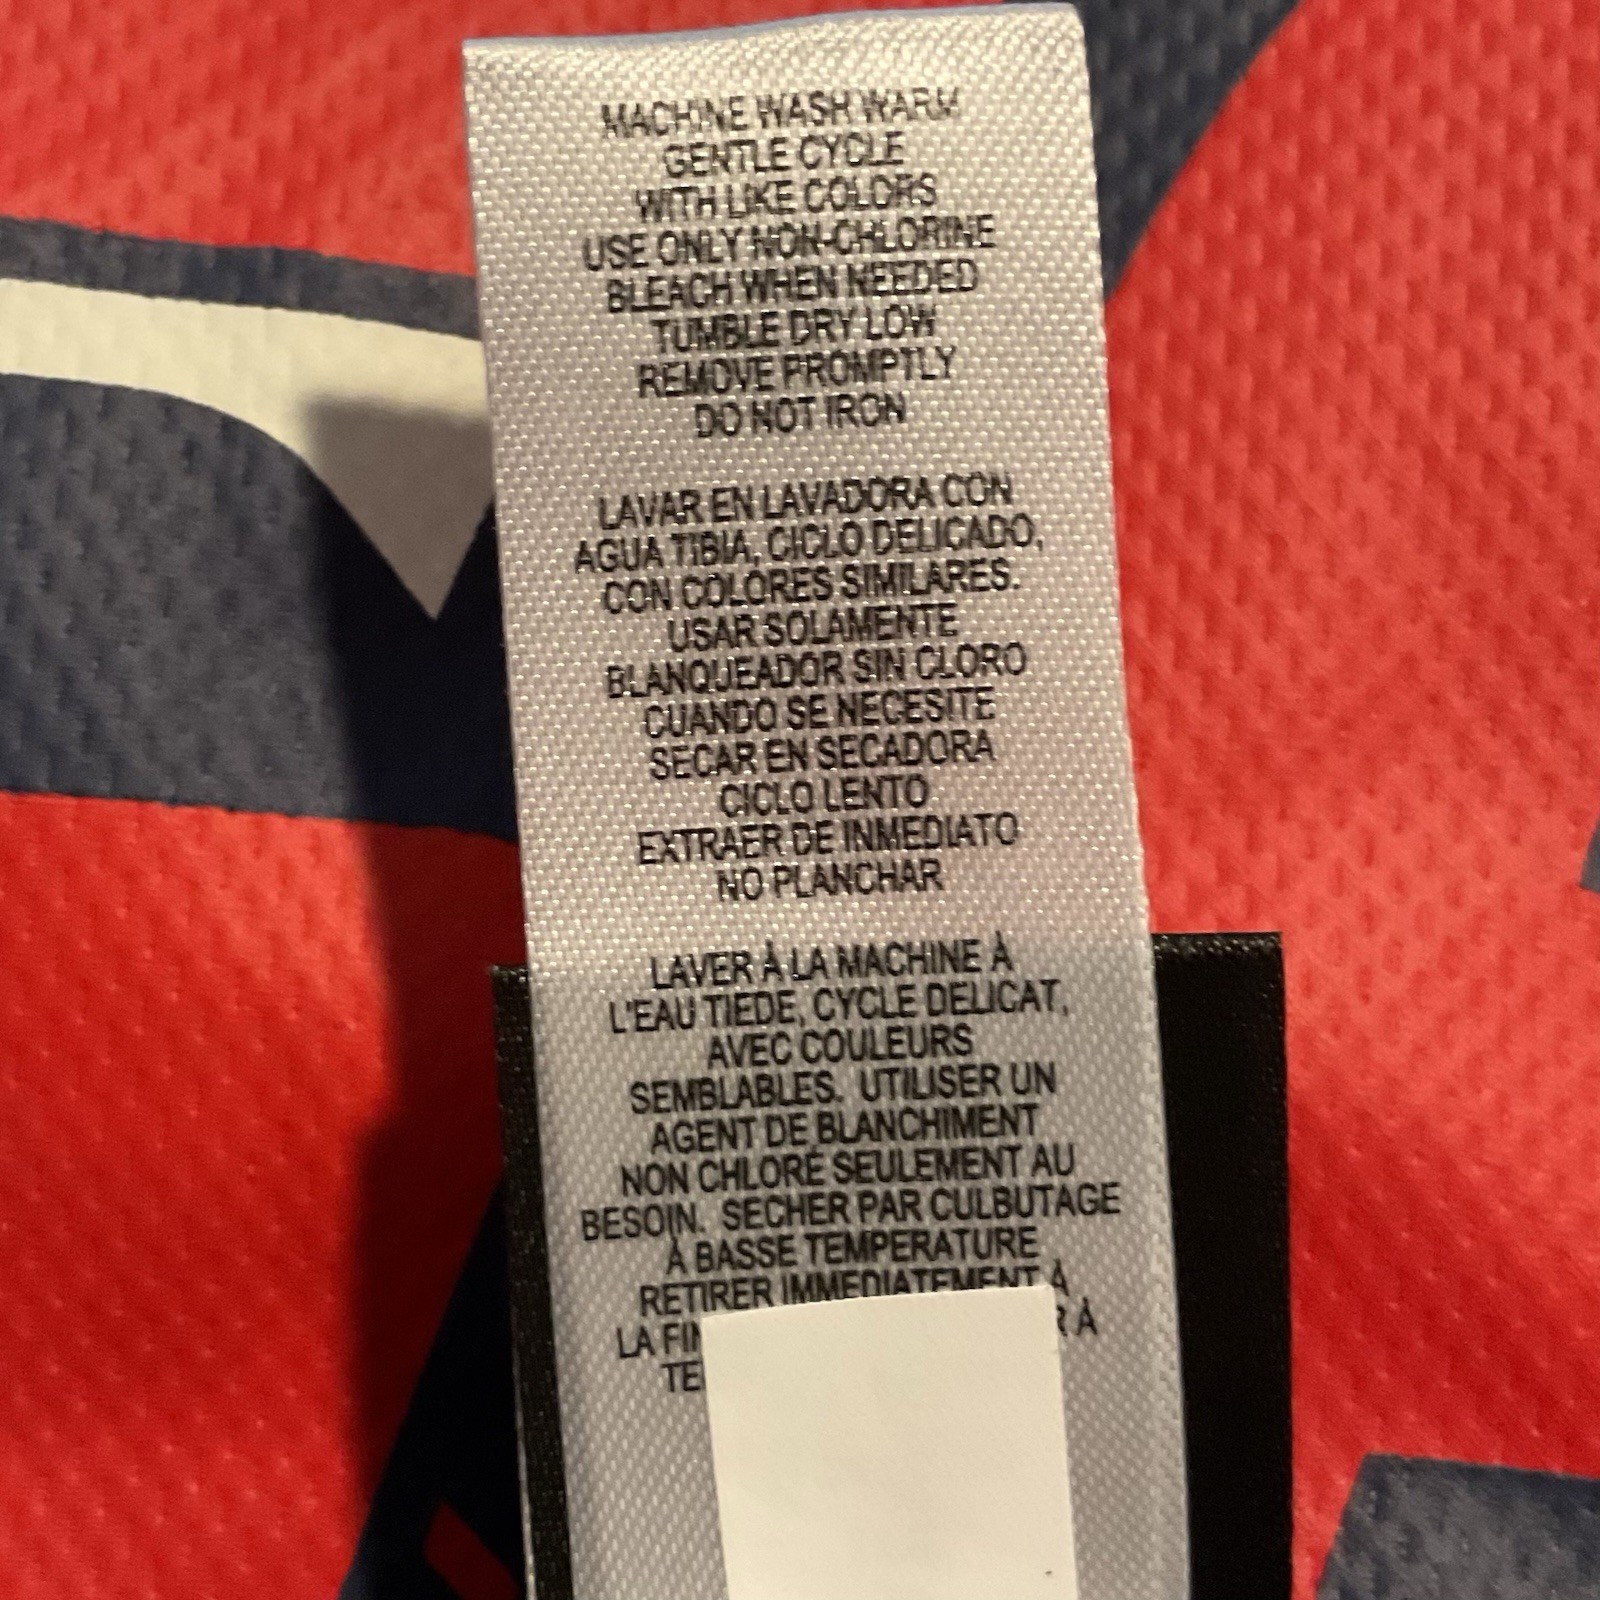 MACHINE WASH WARM
GENTLE CYCLE
WITH LIKE COLORS
USE ONLY NON-CHLORINE
BLEACH WHEN NEEDED
TUMBLE DRY LOW
REMOVE PROMPTLY
DO NOT IRON
LAVAR EN LAVADORA CON
AGUA TIBIA, CICLO DELICADO,
CON COLORES SIMILARES.
USAR SOLAMENTE
BLANQUEADOR SIN CLORO
CUANDO SE NECESITE
SECAR EN SECADORA
CICLO LENTO
EXTRAER DE INMEDIATO
NO PLANCHAR
LAVER À LA MACHINE À
L'EAU TIEDE, CYCLE DELICAT,
AVEC COULEURS
SEMBLABLES. UTILISER UN
AGENT DE BLANCHIMENT
NON CHLORÉ SEULEMENT AU
BESOIN. SECHER PAR CULBUTAGE
À BASSE TEMPERATURE
RETIRER IMMEDIATEMENT À
LA À